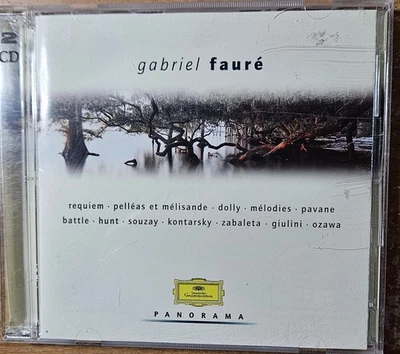 2
CD
gabriel fauré
requiem · pelléas et mélisande · dolly · mélodies · pavane
battle · hunt · souzay · kontarsky · zabaleta · giulini · ozawa
Deutsche
Grammophon
PANORAMA